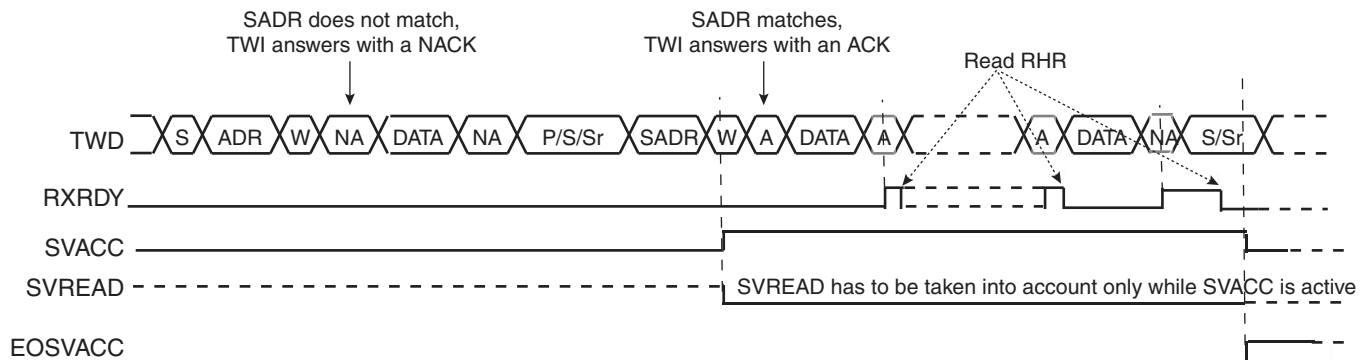 SADR does not match,
TWI answers with a NACK
SADR matches,
TWI answers with an ACK
Read RHR
TWD S ADR W NA DATA NA P/S/Sr SADR W A DATA A A DATA NA S/Sr
RXRDY
SVACC
SVREAD SVREAD has to be taken into account only while SVACC is active
EOSVACC